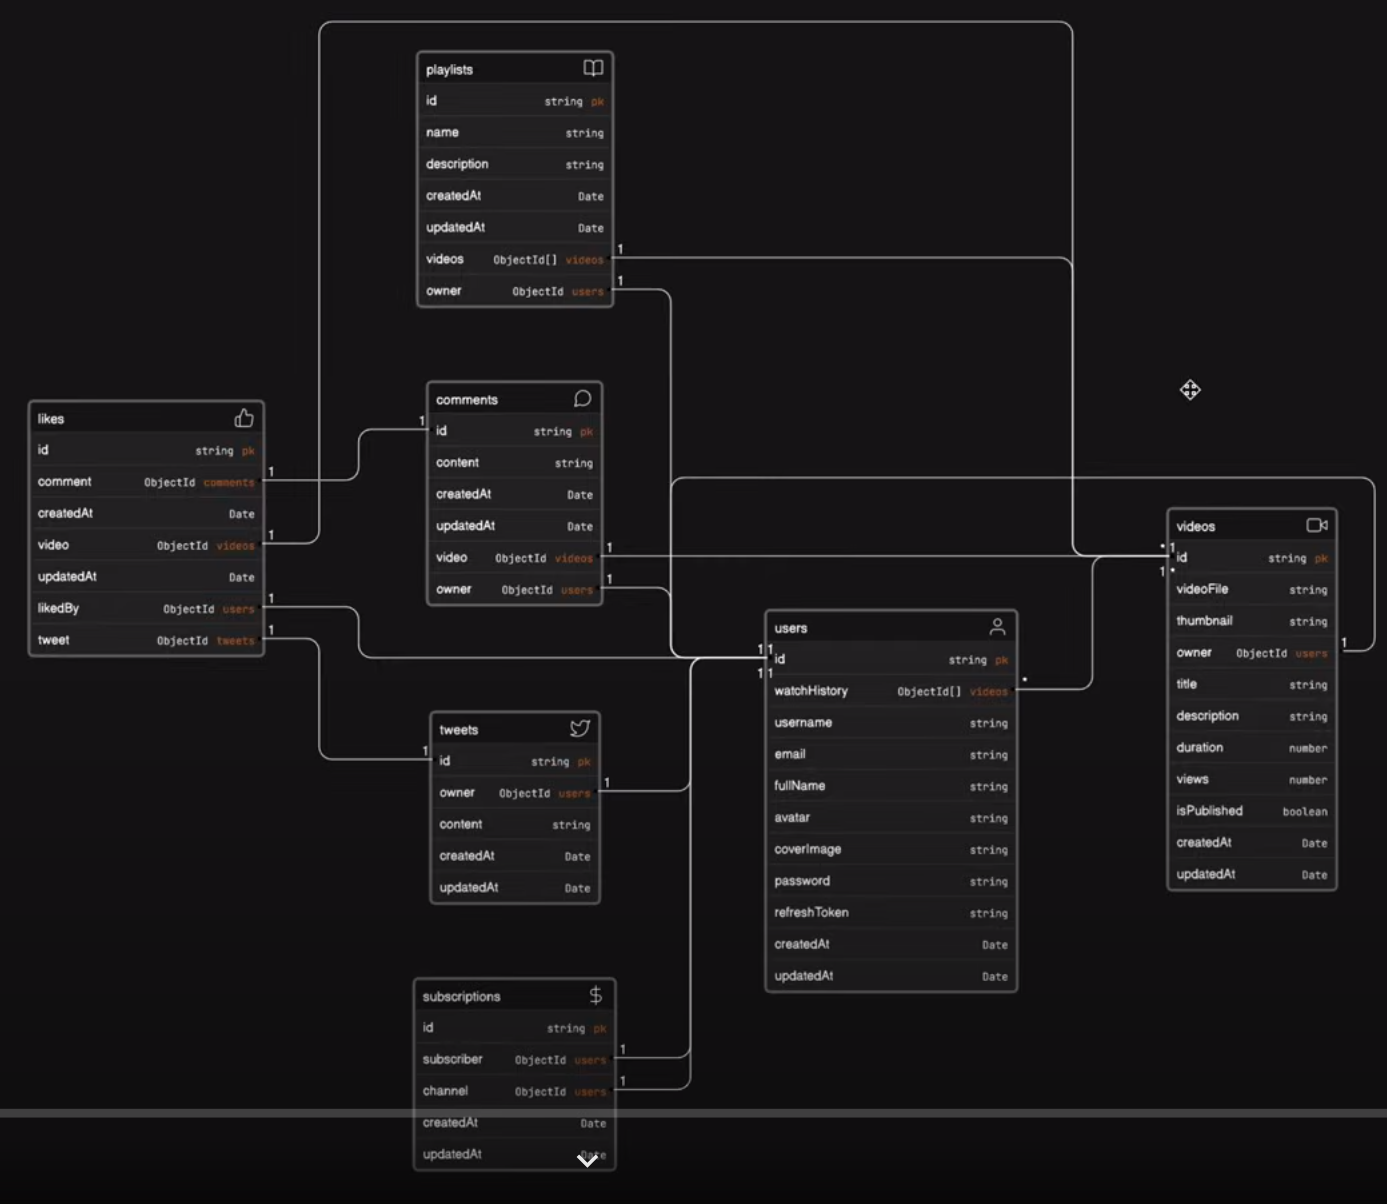 playlists
id string pk
name string
description string
createdAt Date
updatedAt Date
videos ObjectId[] videos 1
owner ObjectId users 1
likes
id string pk
comment ObjectId comments 1
createdAt Date
video ObjectId videos 1
updatedAt Date
likedBy ObjectId users 1
tweet ObjectId tweets 1
comments
1 id string pk
content string
createdAt Date
updatedAt Date
video ObjectId videos 1
owner ObjectId users 1
tweets
1 id string pk
owner ObjectId users 1
content string
createdAt Date
updatedAt Date
subscriptions
id string pk
subscriber ObjectId users 1
channel ObjectId users 1
createdAt Date
updatedAt Date
users
1 1 id string pk
1 1
watchHistory ObjectId[] videos *
username string
email string
fullName string
avatar string
coverImage string
password string
refreshToken string
createdAt Date
updatedAt Date
videos
* 1 id string pk
1 *
videoFile string
thumbnail string
owner ObjectId users 1
title string
description string
duration number
views number
isPublished boolean
createdAt Date
updatedAt Date